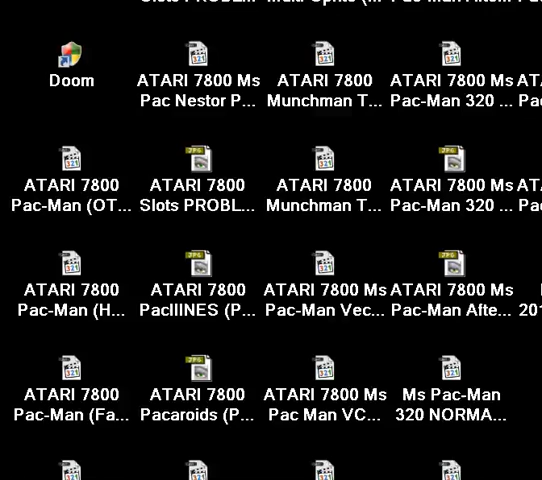 Doom
ATARI 7800 Ms
Pac Nestor P...
ATARI 7800
Munchman T...
ATARI 7800 Ms
Pac-Man 320 ...
ATARI 7800
Pac-Man (OT...
ATARI 7800
Slots PROBL...
ATARI 7800
Munchman T...
ATARI 7800 Ms
Pac-Man 320 ...
ATARI 7800
Pac-Man (H...
ATARI 7800
PacIIINES (P...
ATARI 7800 Ms
Pac-Man Vec...
ATARI 7800 Ms
Pac-Man Afte...
201
ATARI 7800
Pac-Man (Fa...
ATARI 7800
Pacaroids (P...
ATARI 7800 Ms
Pac Man VC...
Ms Pac-Man
320 NORMA...